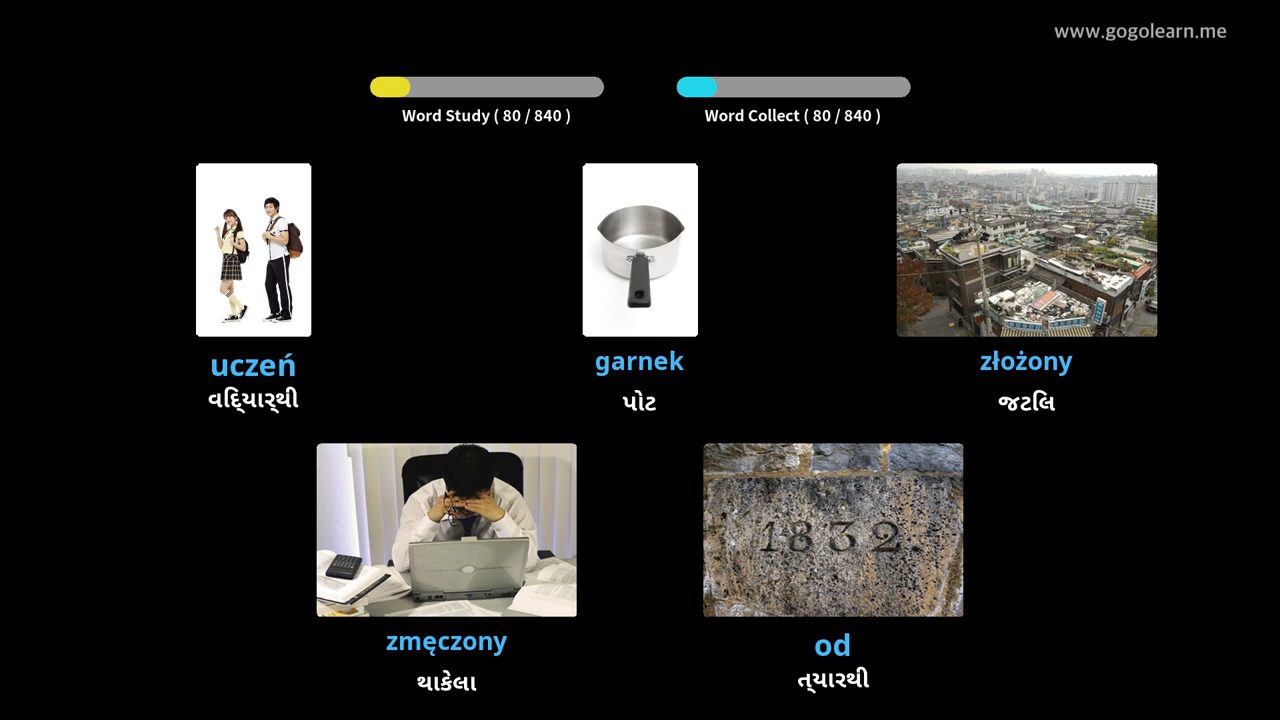 www.gogolearn.me
Word Study ( 80 / 840 )
Word Collect ( 80 / 840 )
uczeń
વિદ્યાર્થી
garnek
પોટ
złożony
જટિલ
1832.
zmęczony
થાકેલા
od
ત્યારથી